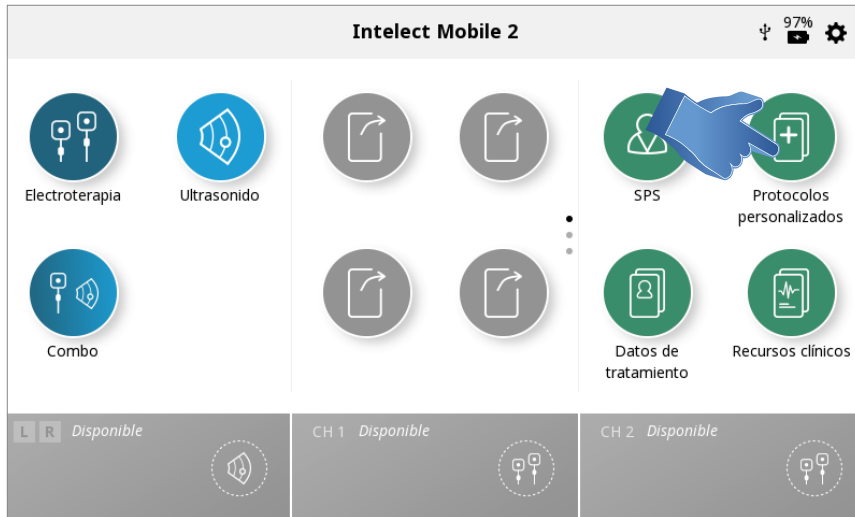 Intelect Mobile 2
97%
Electroterapia
Ultrasonido
SPS
Protocolos
personalizados
Combo
Datos de
tratamiento
Recursos clínicos
L R Disponible
CH 1 Disponible
CH 2 Disponible